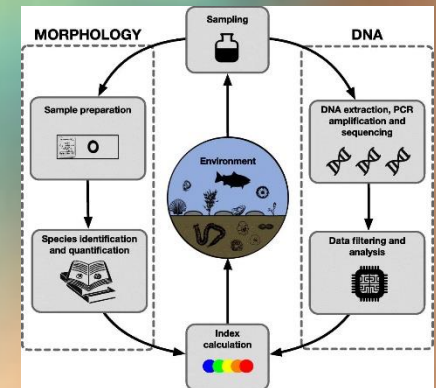 Sampling
MORPHOLOGY
DNA
Sample preparation
DNA extraction, PCR
amplification and
sequencing
Environment
Species identification
and quantification
Data filtering and
analysis
Index
calculation